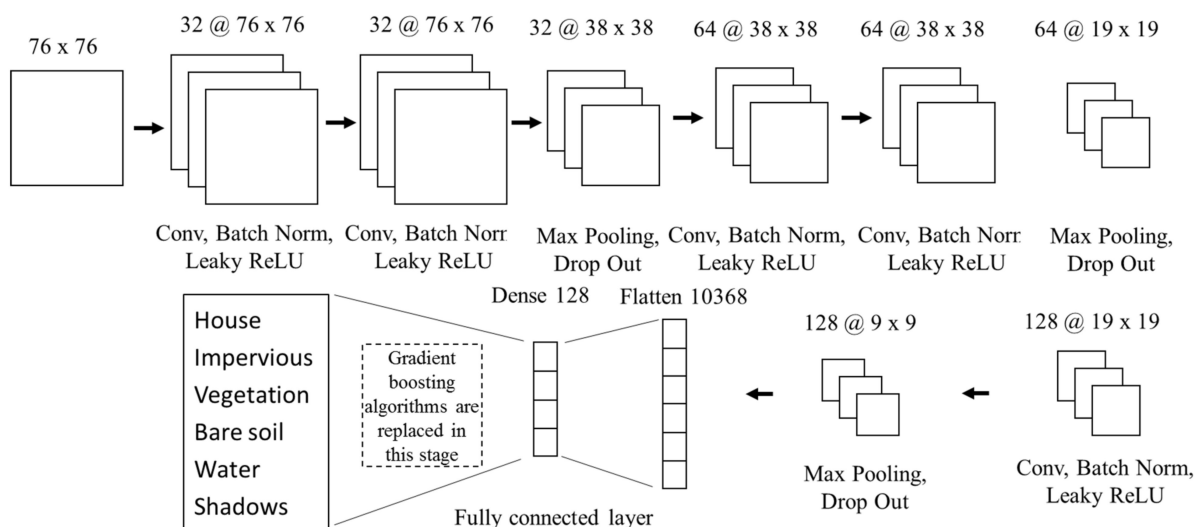 76 x 76
32 @ 76 x 76
32 @ 76 x 76
32 @ 38 x 38
64 @ 38 x 38
64 @ 38 x 38
64 @ 19 x 19
Conv, Batch Norm,
Leaky ReLU
Conv, Batch Norr
Leaky ReLU
Max Pooling,
Drop Out
Conv, Batch Norm,
Leaky ReLU
Conv, Batch Norr
Leaky ReLU
Max Pooling,
Drop Out
128 @ 19 x 19
Conv, Batch Norm,
Leaky ReLU
128 @ 9 x 9
Max Pooling,
Drop Out
Flatten 10368
Dense 128
Fully connected layer
Gradient
boosting
algorithms are
replaced in
this stage
House
Impervious
Vegetation
Bare soil
Water
Shadows